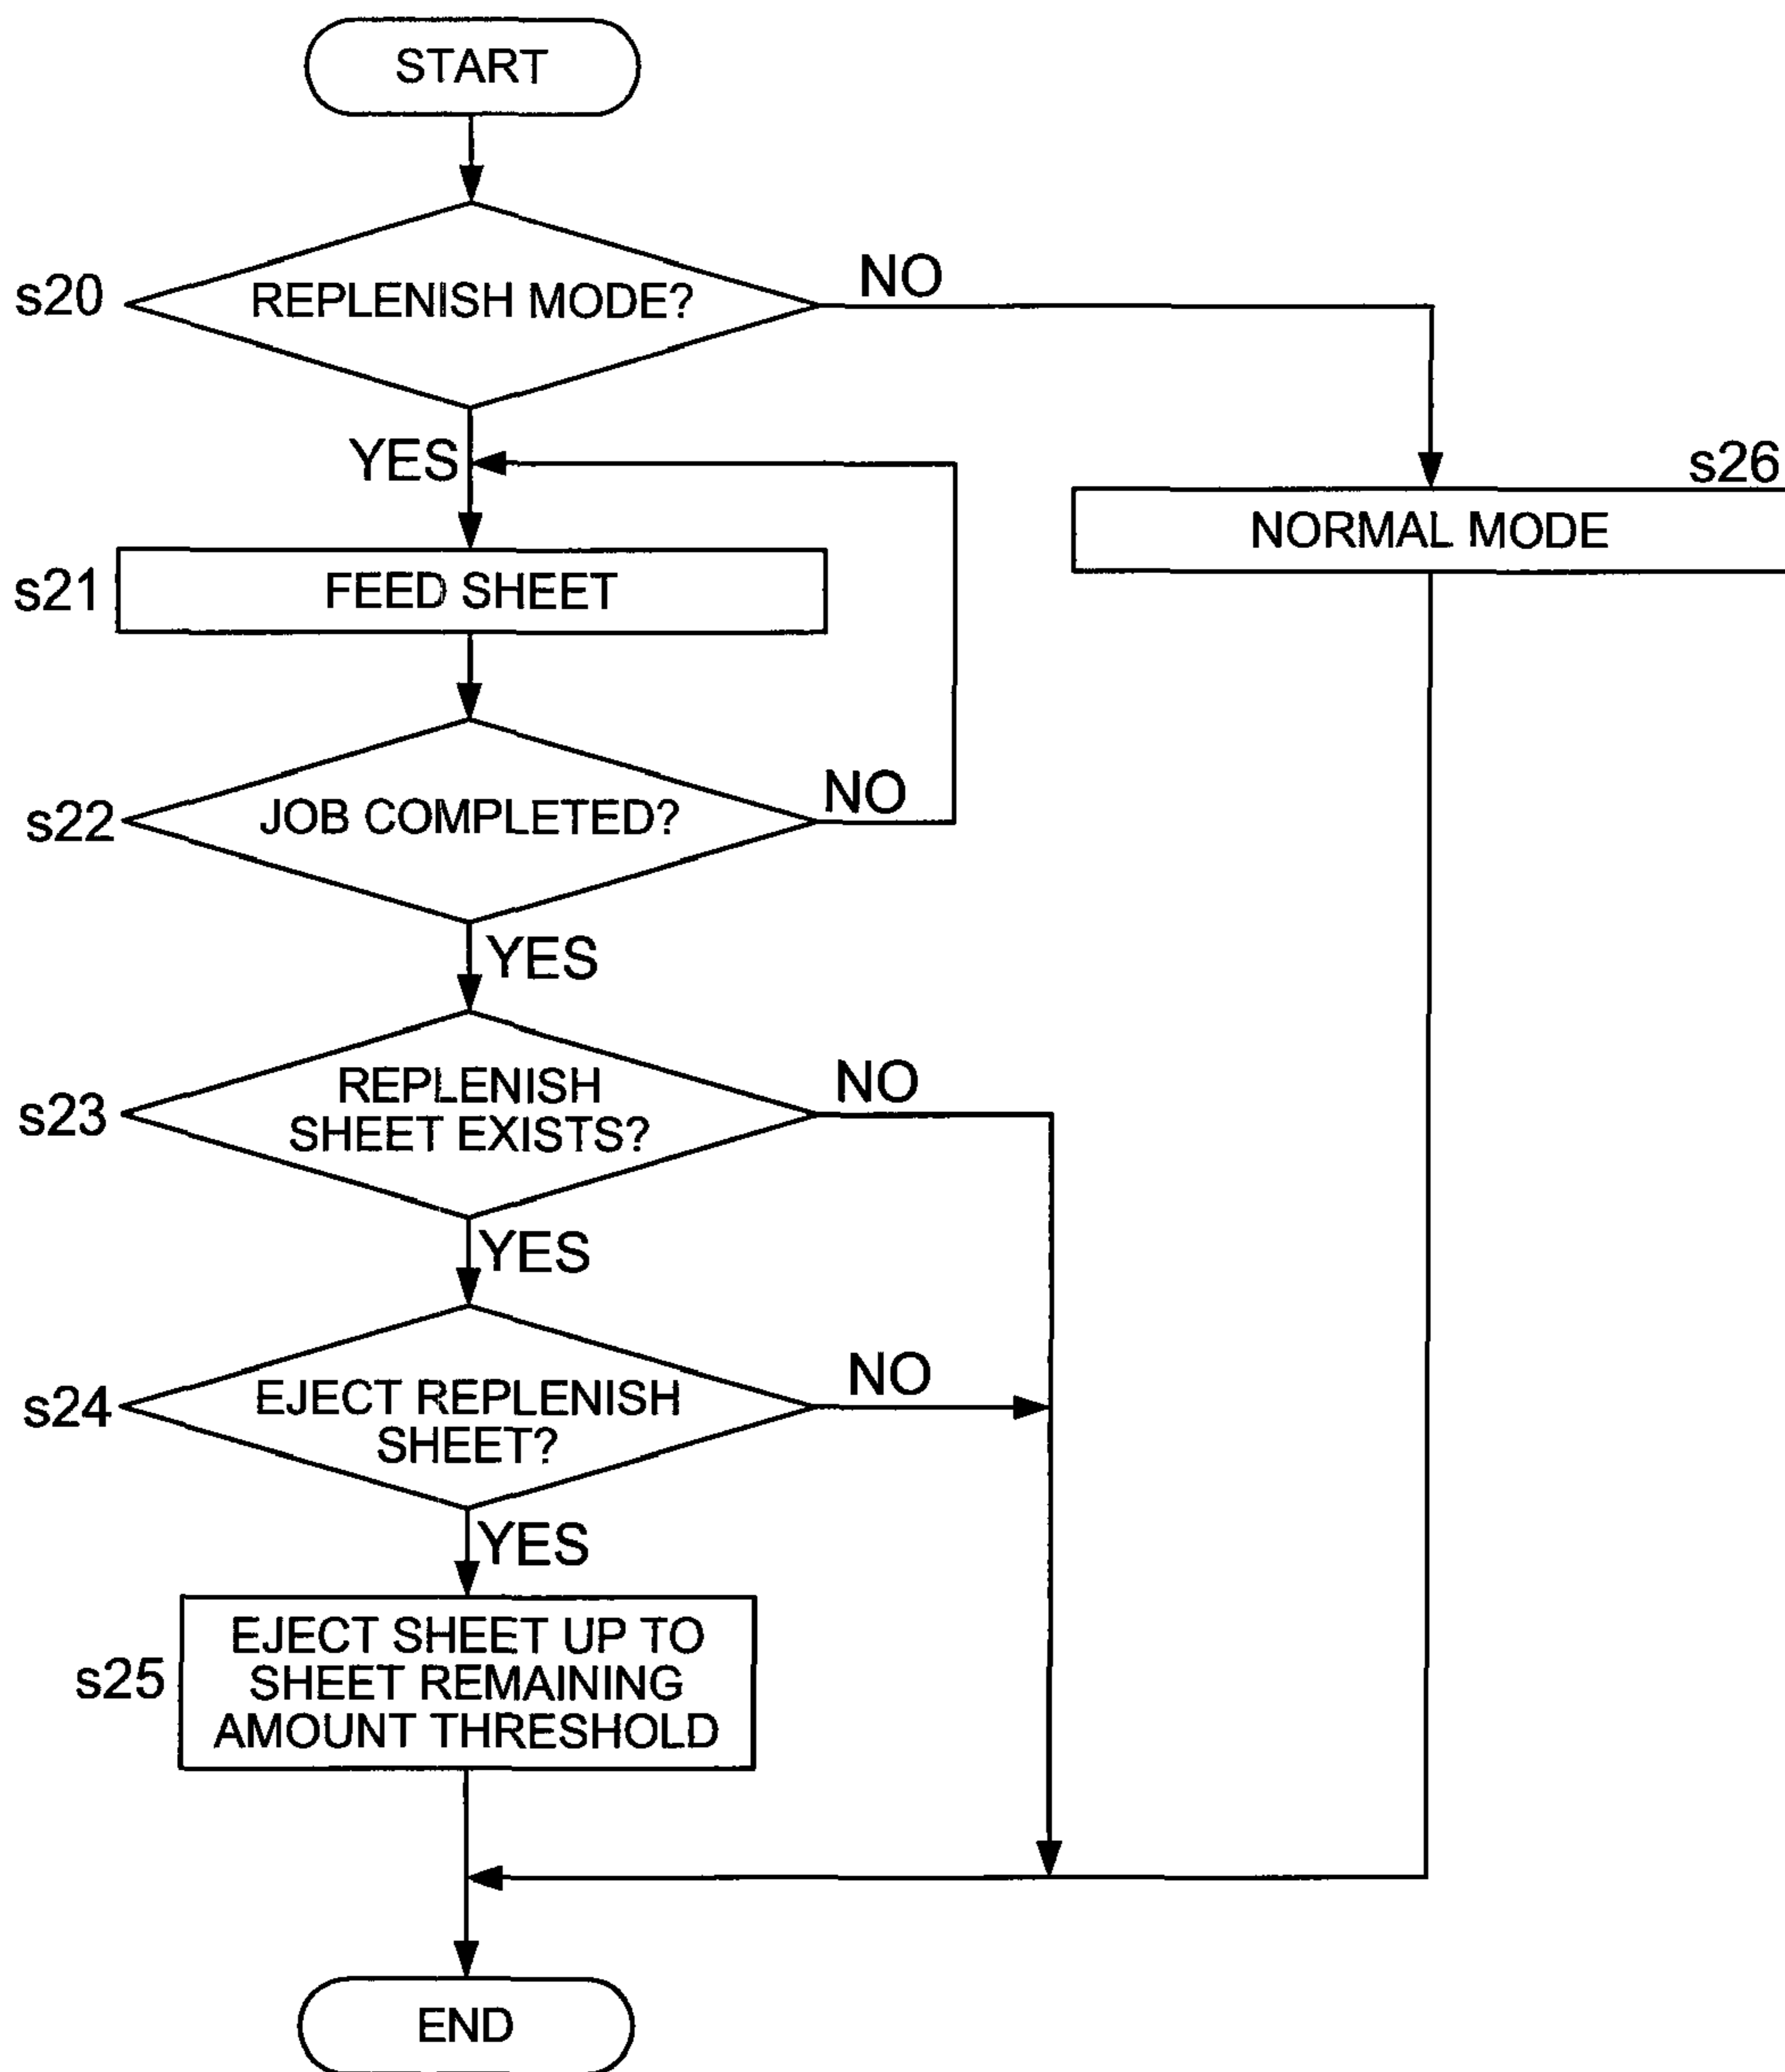 START
s20
REPLENISH MODE?
NO
YES
s26
NORMAL MODE
s21
FEED SHEET
s22
JOB COMPLETED?
NO
YES
s23
REPLENISH
SHEET EXISTS?
NO
YES
s24
EJECT REPLENISH
SHEET?
NO
YES
s25
EJECT SHEET UP TO
SHEET REMAINING
AMOUNT THRESHOLD
END